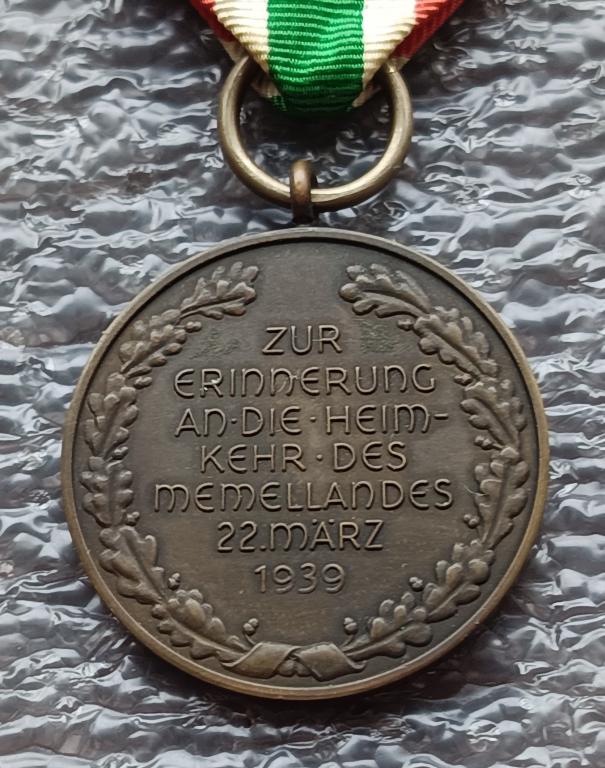 ZUR
ERINNERUNG
AN·DIE·HEIM-
KEHR·DES
MEMELLANDES
22.MÄRZ
1939